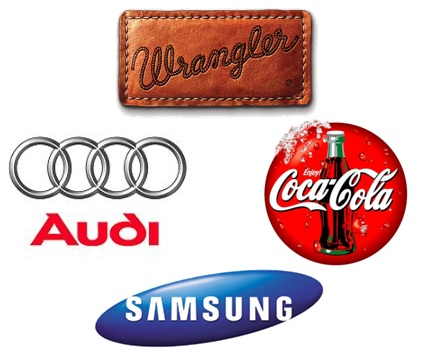 Wrangler
®
Audi
Enjoy!
Coca-Cola
SAMSUNG